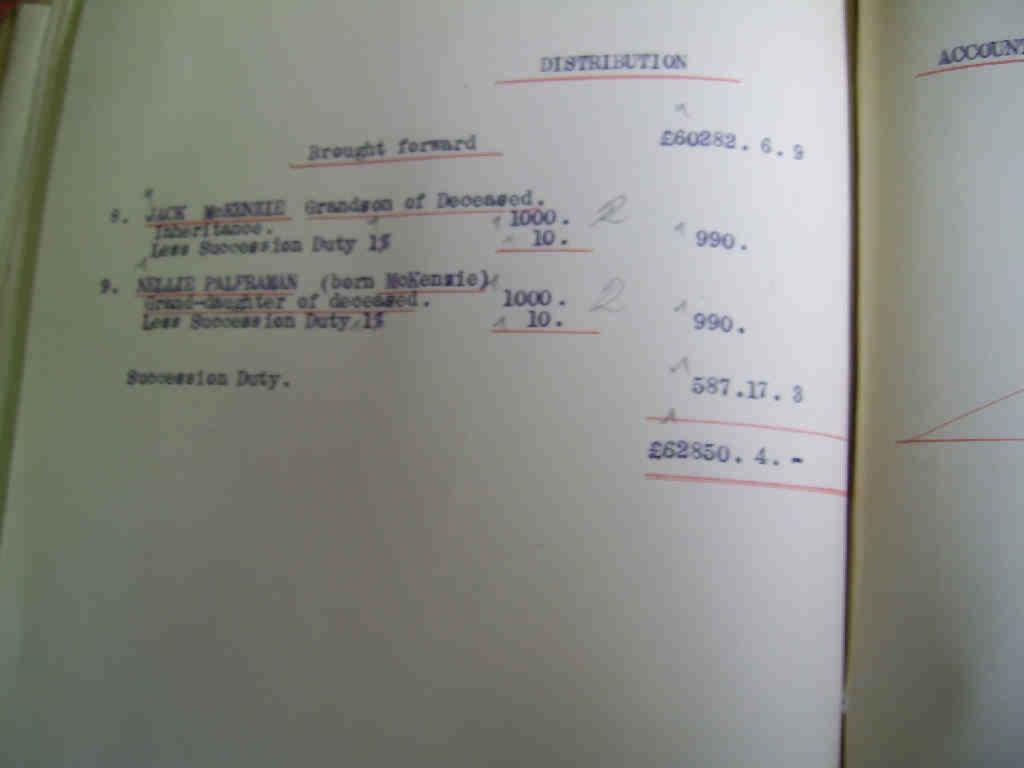 DISTRIBUTION
ACCOUNT
Brought forward £60282. 6. 9
8. JACK McKENZIE Grandson of Deceased.
Inheritance. 1000. 2
Less Succession Duty 1% 10. 990.
9. NELLIE PALFRAMAN (born McKenzie)
Grand-daughter of deceased. 1000. 2
Less Succession Duty 1% 10. 990.
Succession Duty. 587.17. 3
£62850. 4. -